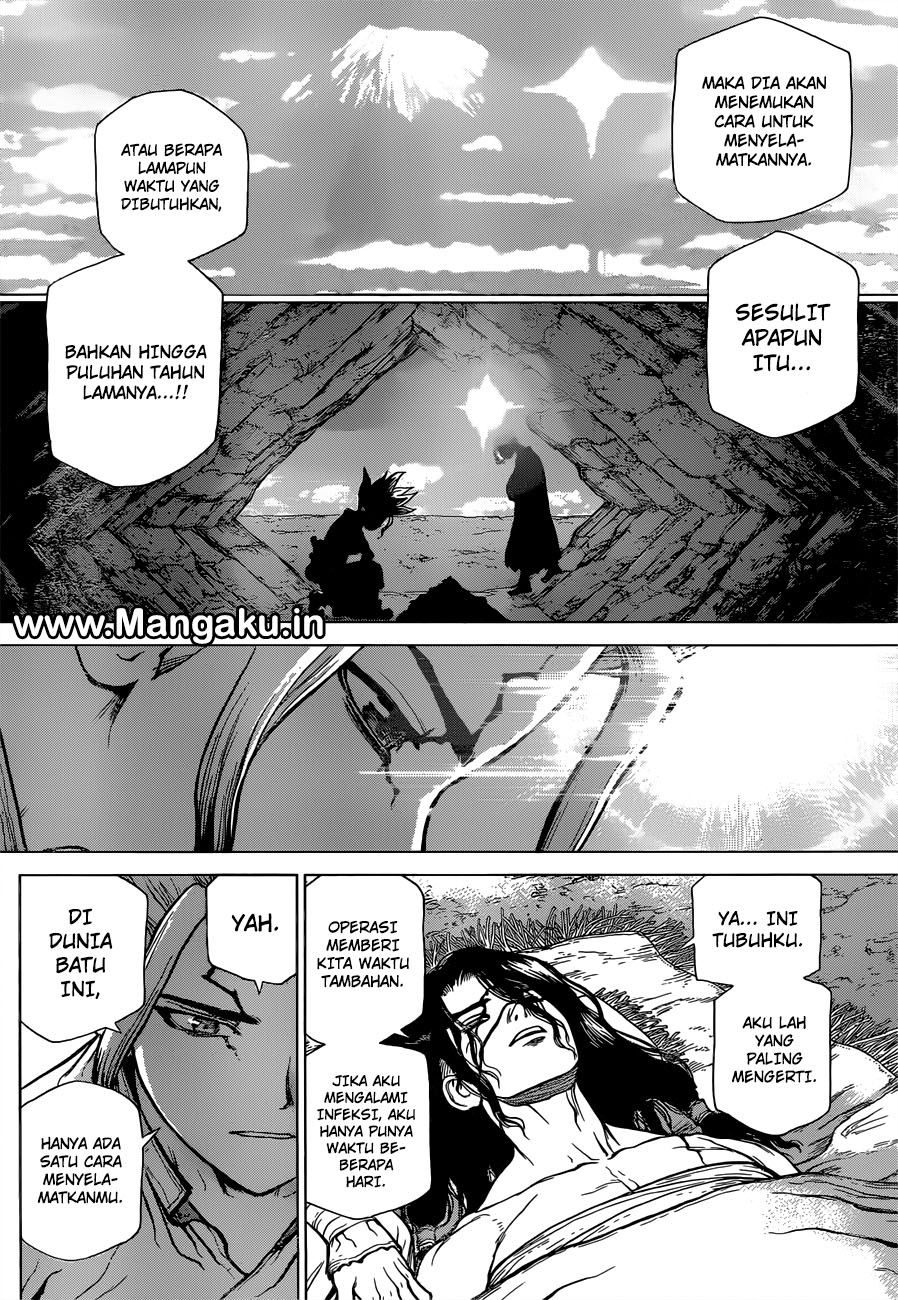 MAKA DIA AKAN
MENEMUKAN
CARA UNTUK
MENYELA-
MATKANNYA.
SESULIT
APAPUN
ITU...
ATAU BERAPA
LAMAPUN
WAKTU YANG
DIBUTUHKAN,
BAHKAN HINGGA
PULUHAN TAHUN
LAMANYA...!!
www.Mangaku.in
YA... INI
TUBUHKU.
AKU LAH
YANG
PALING
MENGERTI.
OPERASI
MEMBERI
KITA WAKTU
TAMBAHAN.
JIKA AKU
MENGALAMI
INFEKSI, AKU
HANYA PUNYA
WAKTU BE-
BERAPA
HARI.
YAH.
DI
DUNIA
BATU
INI,
HANYA ADA
SATU CARA
MENYELA-
MATKANMU.